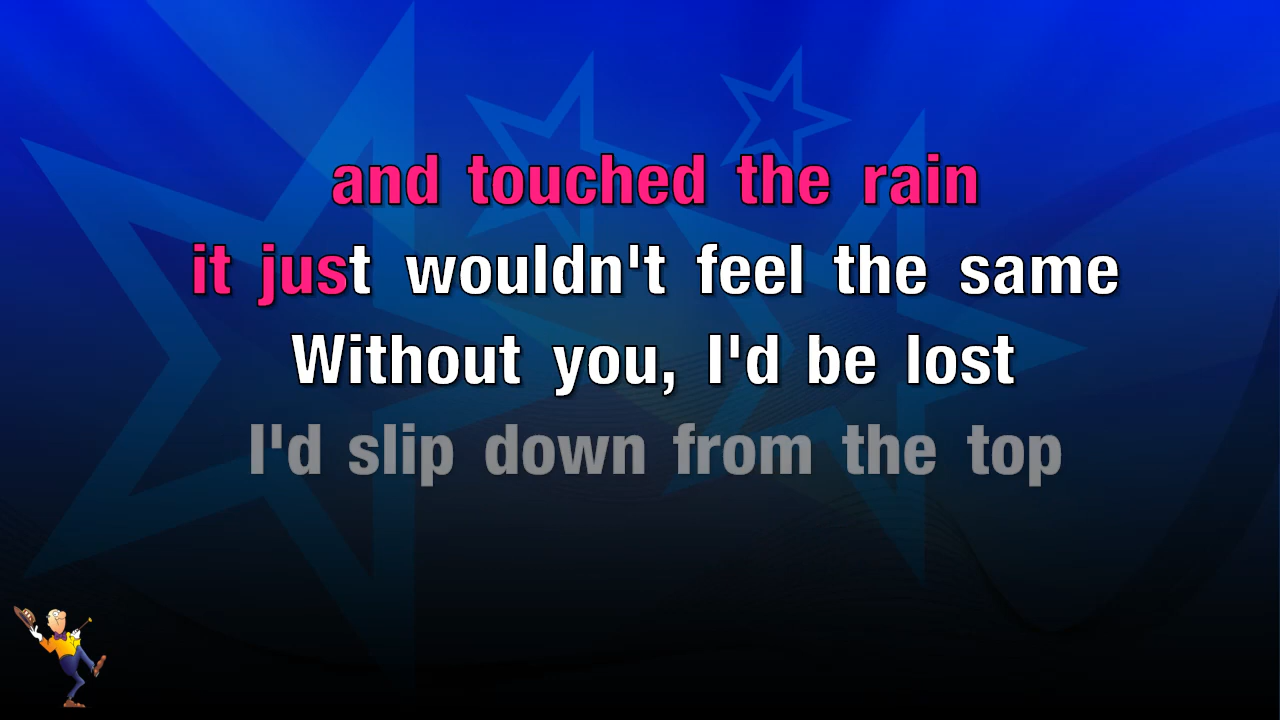 and touched the rain
it just wouldn't feel the same
Without you, I'd be lost
I'd slip down from the top